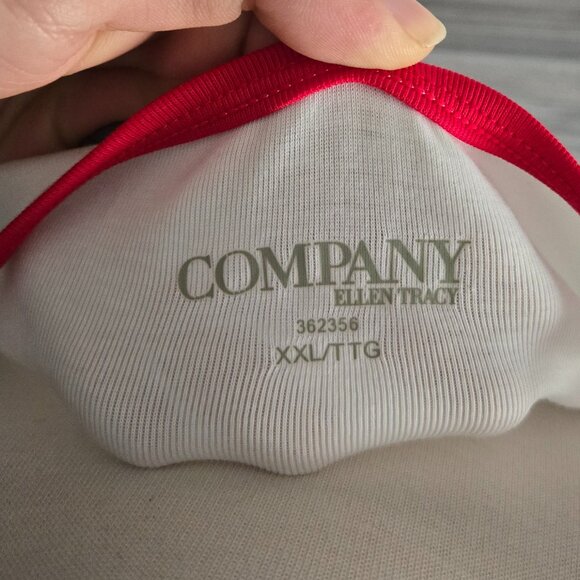 COMPANY
ELLEN TRACY
362356
XXL/TTG